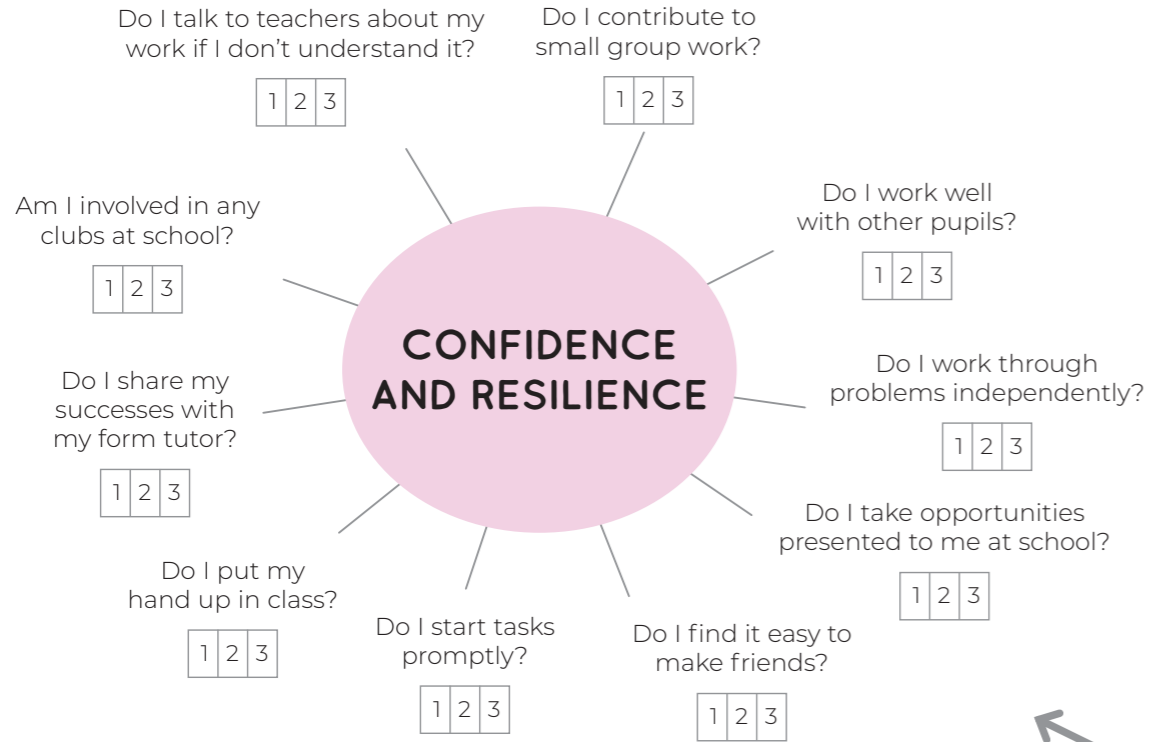 Do I talk to teachers about my
work if I don’t understand it?
1 2 3
Do I contribute to
small group work?
1 2 3
Am I involved in any
clubs at school?
1 2 3
Do I work well
with other pupils?
1 2 3
CONFIDENCE
AND RESILIENCE
Do I share my
successes with
my form tutor?
1 2 3
Do I work through
problems independently?
1 2 3
Do I take opportunities
presented to me at school?
1 2 3
Do I put my
hand up in class?
1 2 3
Do I start tasks
promptly?
1 2 3
Do I find it easy to
make friends?
1 2 3